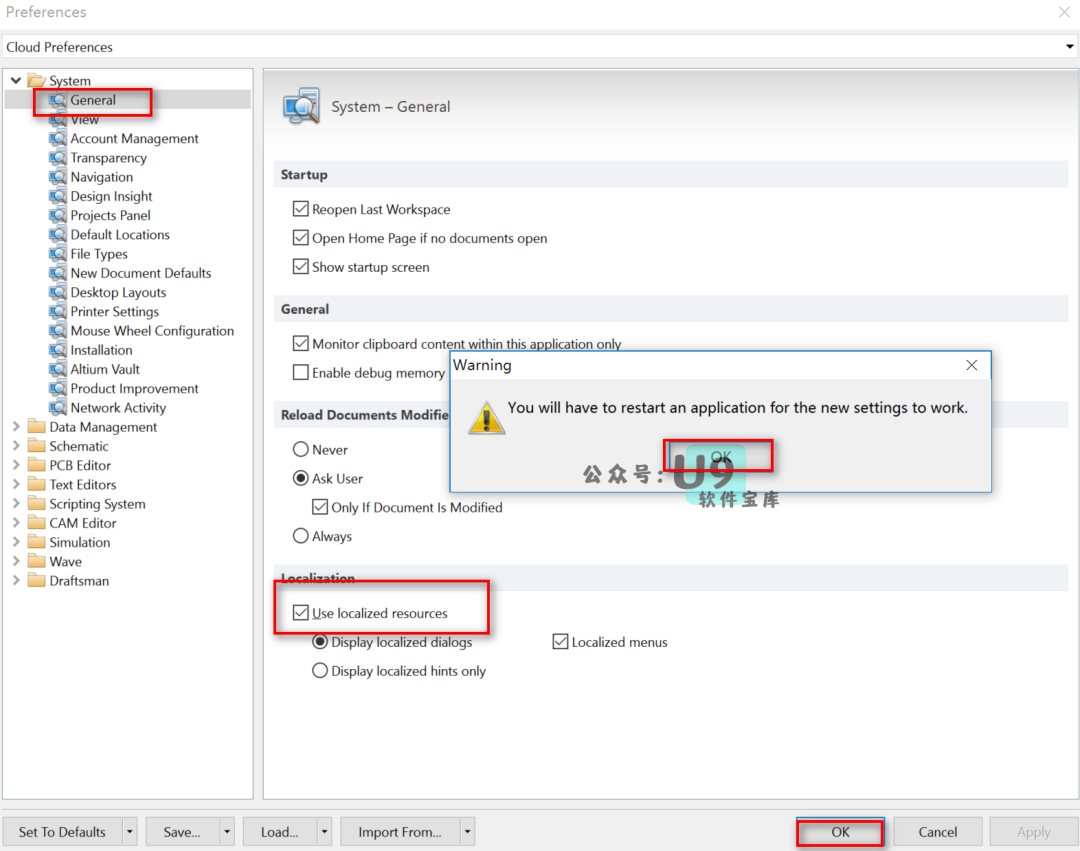 Preferences
Cloud Preferences
System
General
View
Account Management
Transparency
Navigation
Design Insight
Projects Panel
Default Locations
File Types
New Document Defaults
Desktop Layouts
Printer Settings
Mouse Wheel Configuration
Installation
Altium Vault
Product Improvement
Network Activity
Data Management
Schematic
PCB Editor
Text Editors
Scripting System
CAM Editor
Simulation
Wave
Draftsman
System – General
Startup
Reopen Last Workspace
Open Home Page if no documents open
Show startup screen
General
Monitor clipboard content within this application only
Enable debug memory
Reload Documents Modifie
Never
Ask User
Only If Document Is Modified
Always
Localization
Use localized resources
Display localized dialogs
Localized menus
Display localized hints only
Warning
You will have to restart an application for the new settings to work.
OK
公众号：U9
软件宝库
Set To Defaults
Save...
Load...
Import From...
OK
Cancel
Apply